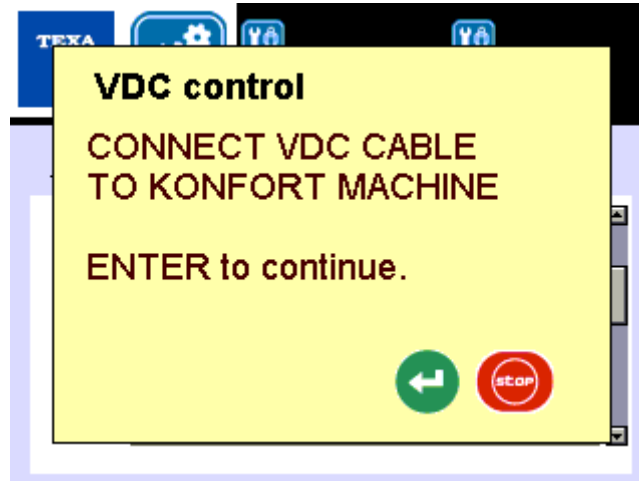 TEXA
VDC control
CONNECT VDC CABLE
TO KONFORT MACHINE
ENTER to continue.
STOP